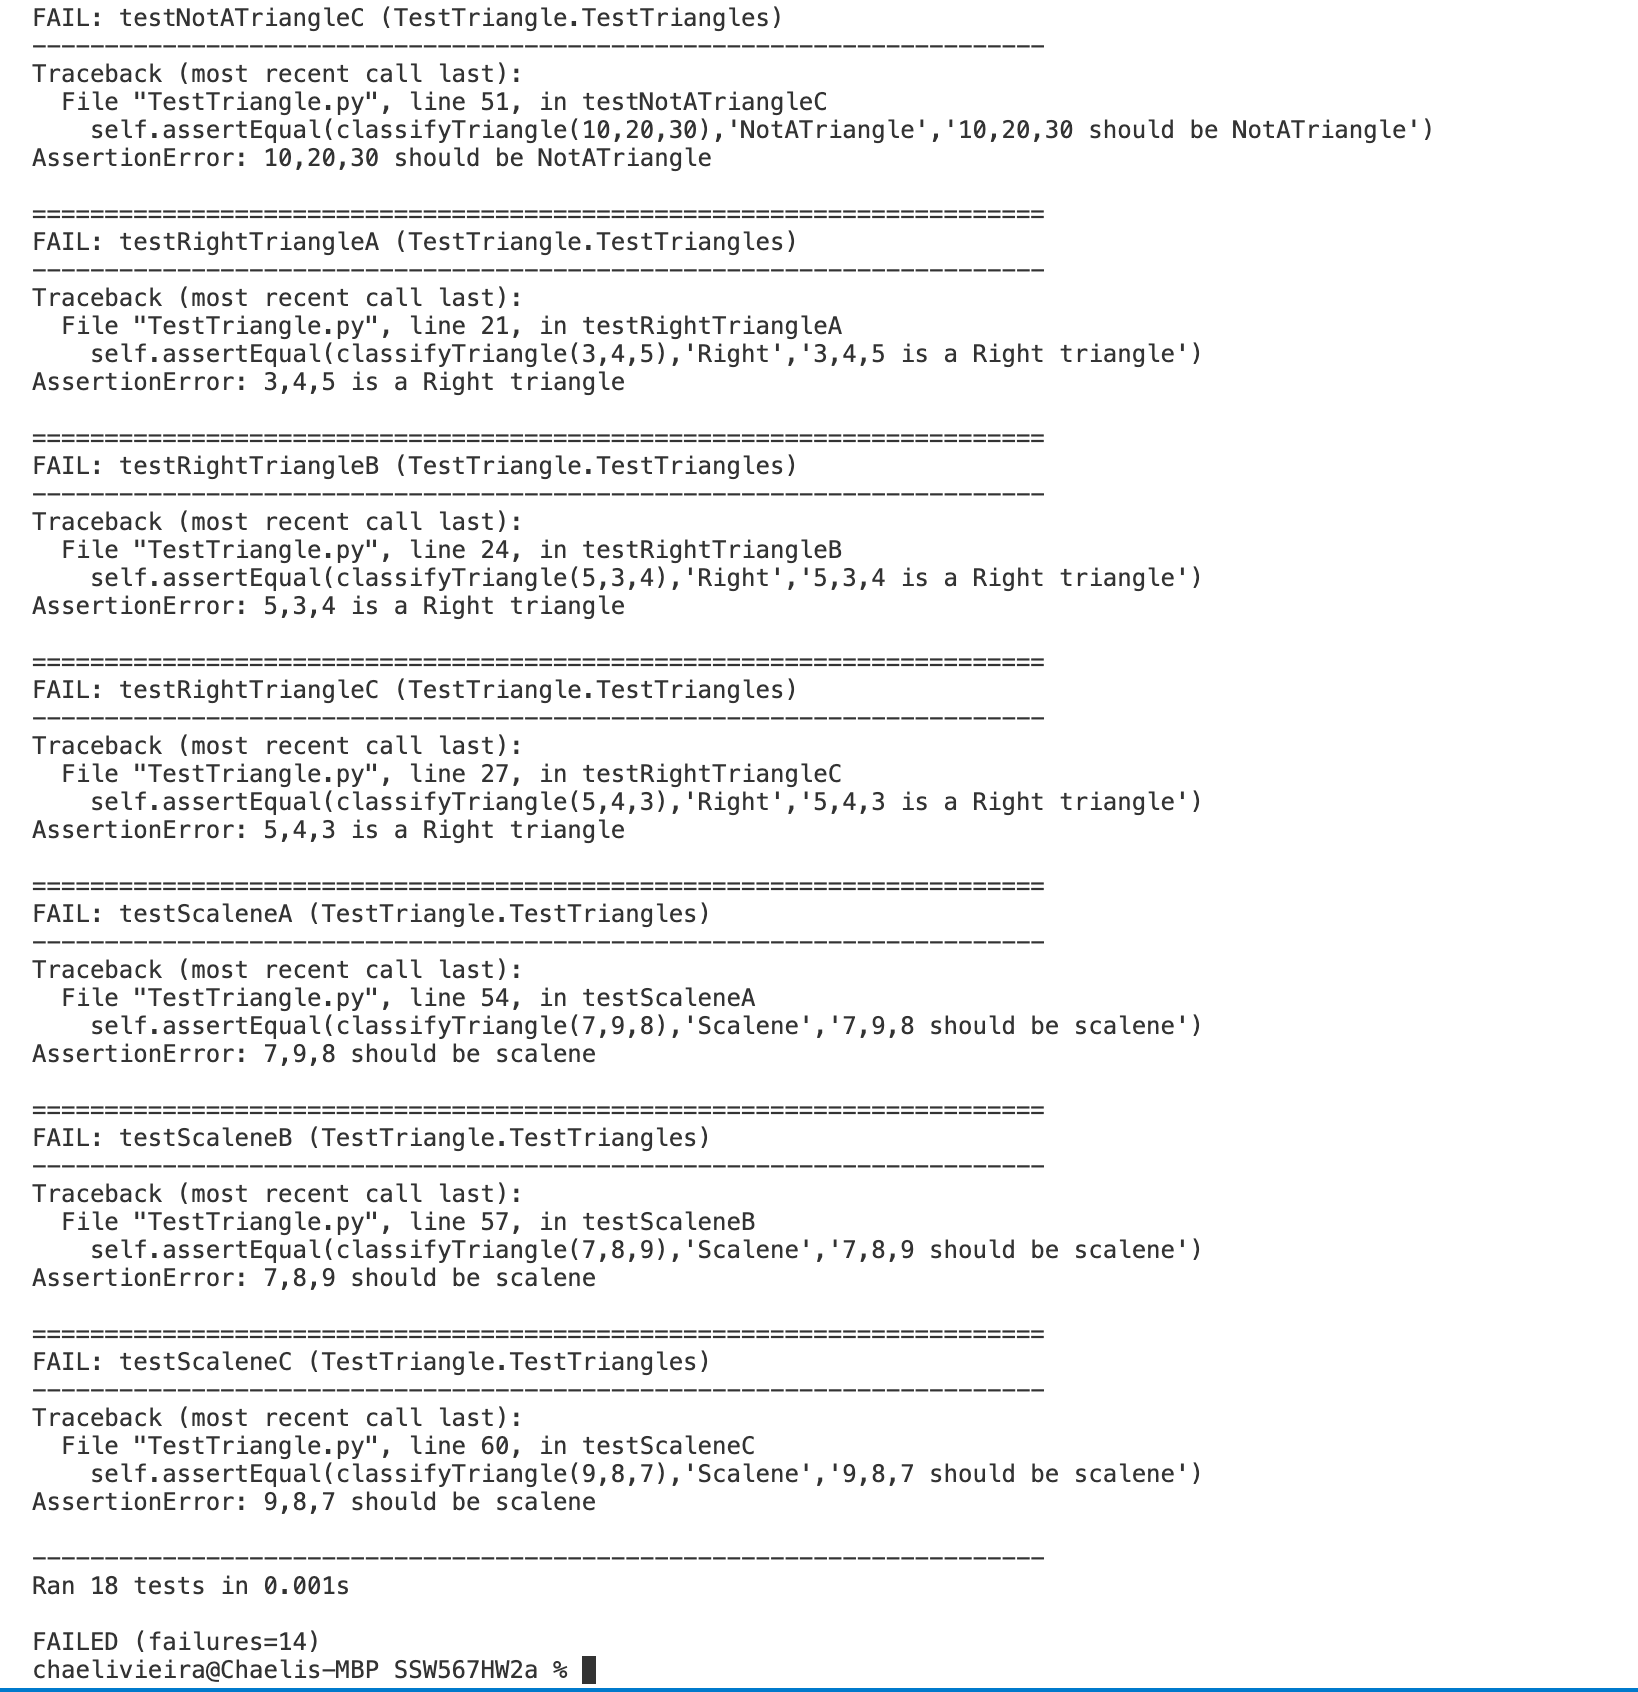 FAIL: testNotATriangleC (TestTriangle.TestTriangles)
----------------------------------------------------------------------
Traceback (most recent call last):
  File "TestTriangle.py", line 51, in testNotATriangleC
    self.assertEqual(classifyTriangle(10,20,30),'NotATriangle','10,20,30 should be NotATriangle')
AssertionError: 10,20,30 should be NotATriangle

======================================================================
FAIL: testRightTriangleA (TestTriangle.TestTriangles)
----------------------------------------------------------------------
Traceback (most recent call last):
  File "TestTriangle.py", line 21, in testRightTriangleA
    self.assertEqual(classifyTriangle(3,4,5),'Right','3,4,5 is a Right triangle')
AssertionError: 3,4,5 is a Right triangle

======================================================================
FAIL: testRightTriangleB (TestTriangle.TestTriangles)
----------------------------------------------------------------------
Traceback (most recent call last):
  File "TestTriangle.py", line 24, in testRightTriangleB
    self.assertEqual(classifyTriangle(5,3,4),'Right','5,3,4 is a Right triangle')
AssertionError: 5,3,4 is a Right triangle

======================================================================
FAIL: testRightTriangleC (TestTriangle.TestTriangles)
----------------------------------------------------------------------
Traceback (most recent call last):
  File "TestTriangle.py", line 27, in testRightTriangleC
    self.assertEqual(classifyTriangle(5,4,3),'Right','5,4,3 is a Right triangle')
AssertionError: 5,4,3 is a Right triangle

======================================================================
FAIL: testScaleneA (TestTriangle.TestTriangles)
----------------------------------------------------------------------
Traceback (most recent call last):
  File "TestTriangle.py", line 54, in testScaleneA
    self.assertEqual(classifyTriangle(7,9,8),'Scalene','7,9,8 should be scalene')
AssertionError: 7,9,8 should be scalene

======================================================================
FAIL: testScaleneB (TestTriangle.TestTriangles)
----------------------------------------------------------------------
Traceback (most recent call last):
  File "TestTriangle.py", line 57, in testScaleneB
    self.assertEqual(classifyTriangle(7,8,9),'Scalene','7,8,9 should be scalene')
AssertionError: 7,8,9 should be scalene

======================================================================
FAIL: testScaleneC (TestTriangle.TestTriangles)
----------------------------------------------------------------------
Traceback (most recent call last):
  File "TestTriangle.py", line 60, in testScaleneC
    self.assertEqual(classifyTriangle(9,8,7),'Scalene','9,8,7 should be scalene')
AssertionError: 9,8,7 should be scalene

----------------------------------------------------------------------
Ran 18 tests in 0.001s

FAILED (failures=14)
chaelivieira@Chaelis-MBP SSW567HW2a %